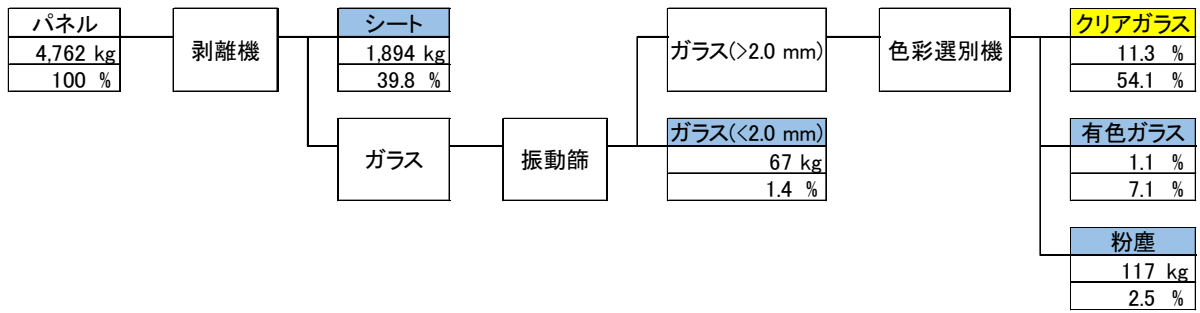 パネル
4,762 kg
100 %
剥離機
シート
1,894 kg
39.8 %
ガラス
振動篩
ガラス(>2.0 mm)
ガラス(<2.0 mm)
67 kg
1.4 %
色彩選別機
クリアガラス
11.3 %
54.1 %
有色ガラス
1.1 %
7.1 %
粉塵
117 kg
2.5 %